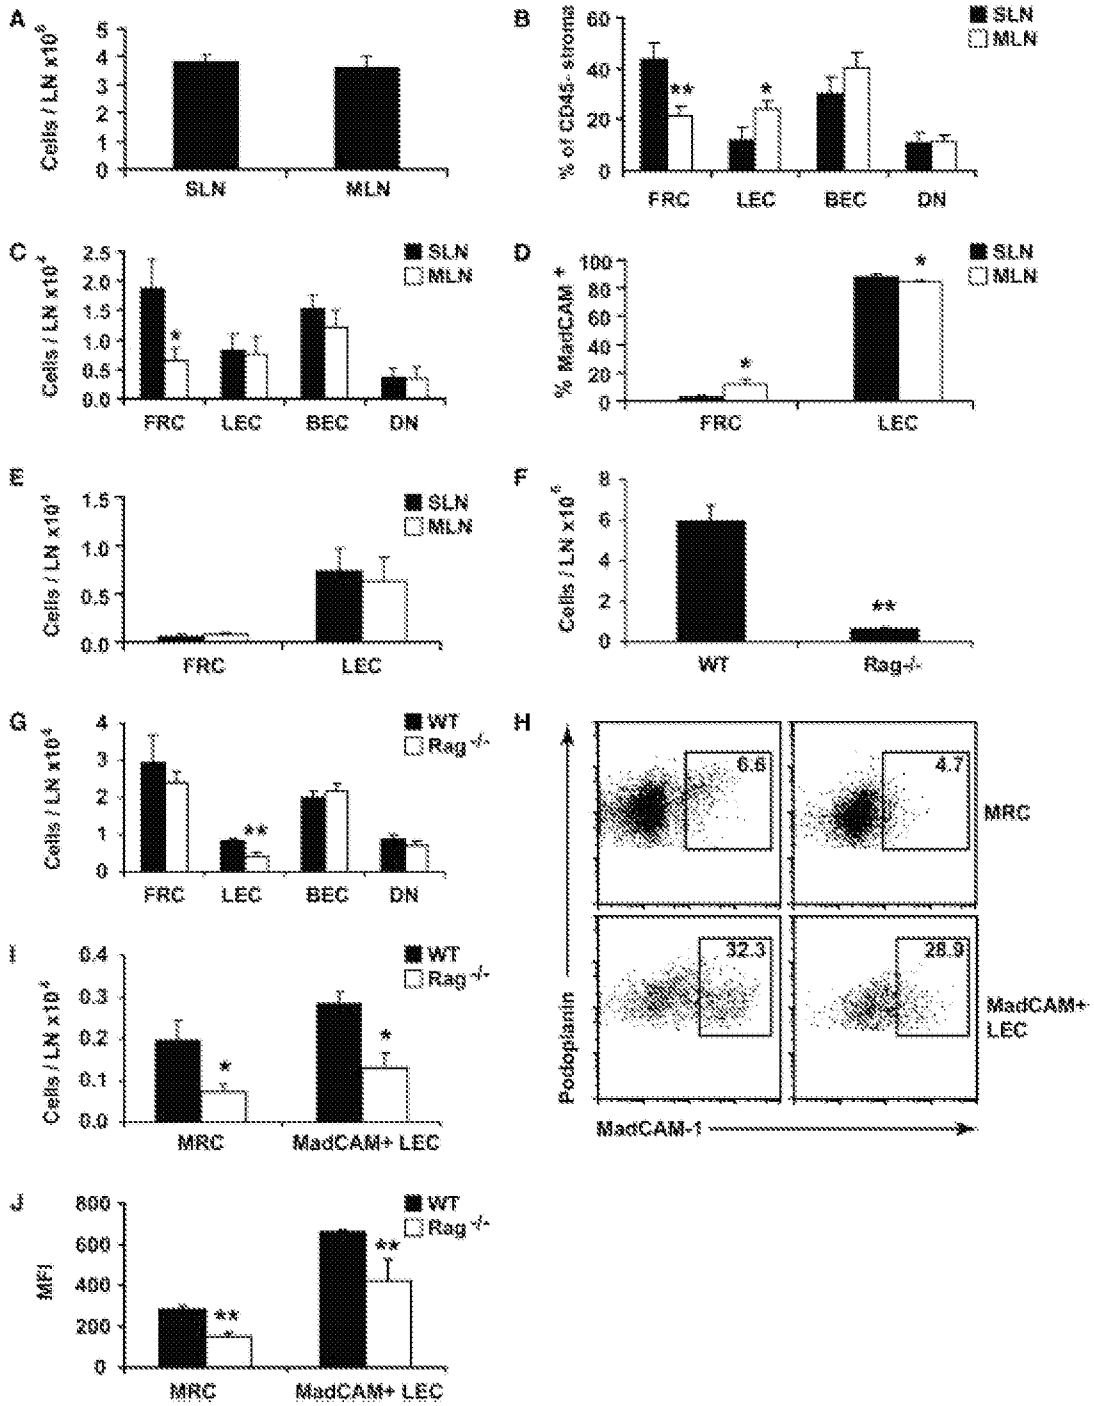 A
Cells / LN x10⁶
5
4
3
2
1
0
SLN
MLN
B
% of CD45- stroma
60
40
20
0
**
*
SLN
MLN
FRC
LEC
BEC
DN
C
Cells / LN x10⁴
2.5
2.0
1.5
1.0
0.5
0.0
*
SLN
MLN
FRC
LEC
BEC
DN
D
% MadCAM +
100
80
60
40
20
0
*
*
SLN
MLN
FRC
LEC
E
Cells / LN x10⁴
1.5
1.0
0.5
0.0
SLN
MLN
FRC
LEC
F
Cells / LN
8
6
4
2
0
**
WT
Rag-/-
G
Cells / LN x10⁴
4
3
2
1
0
**
WT
Rag -/-
FRC
LEC
BEC
DN
H
6.6
4.7
MRC
32.3
28.9
MadCAM+
LEC
Podoplanin
MadCAM-1
I
Cells / LN x10⁴
0.4
0.3
0.2
0.1
0.0
*
*
WT
Rag -/-
MRC
MadCAM+ LEC
J
MFI
800
600
400
200
0
**
**
WT
Rag -/-
MRC
MadCAM+ LEC